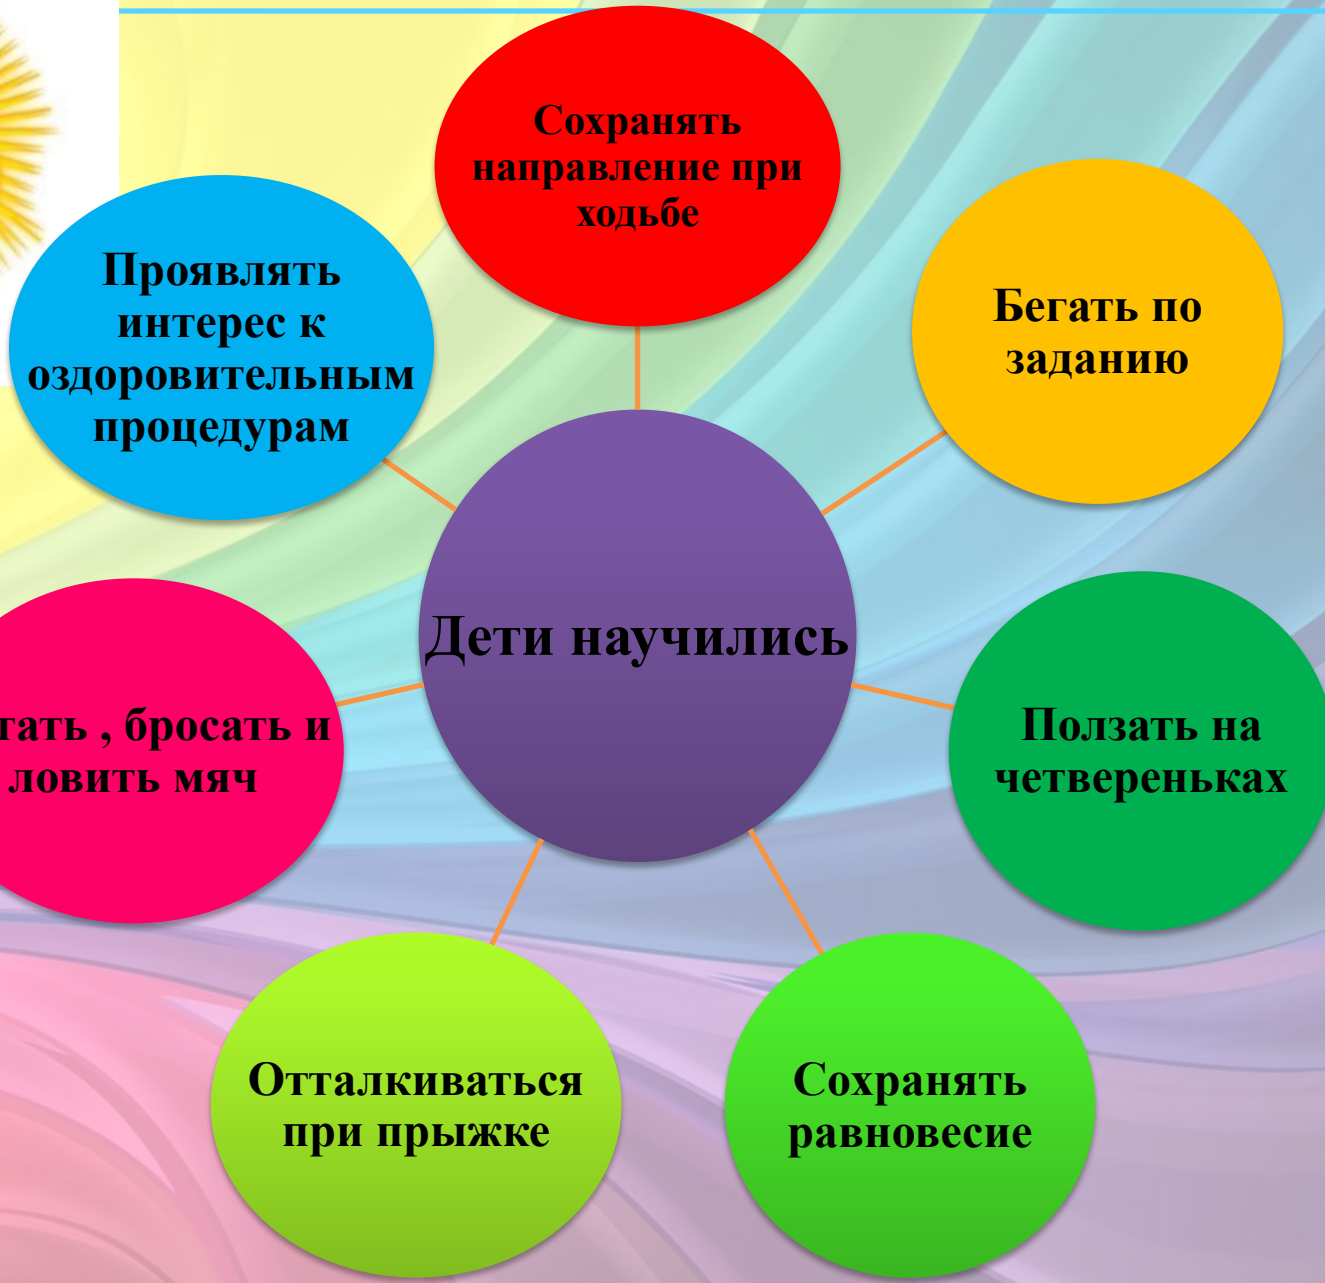 Сохранять
направление при
ходьбе
Бегать по
заданию
Ползать на
четвереньках
Сохранять
равновесие
Отталкиваться
при прыжке
, бросать и
ловить мяч
Проявлять
интерес к
оздоровительным
процедурам
Дети научились